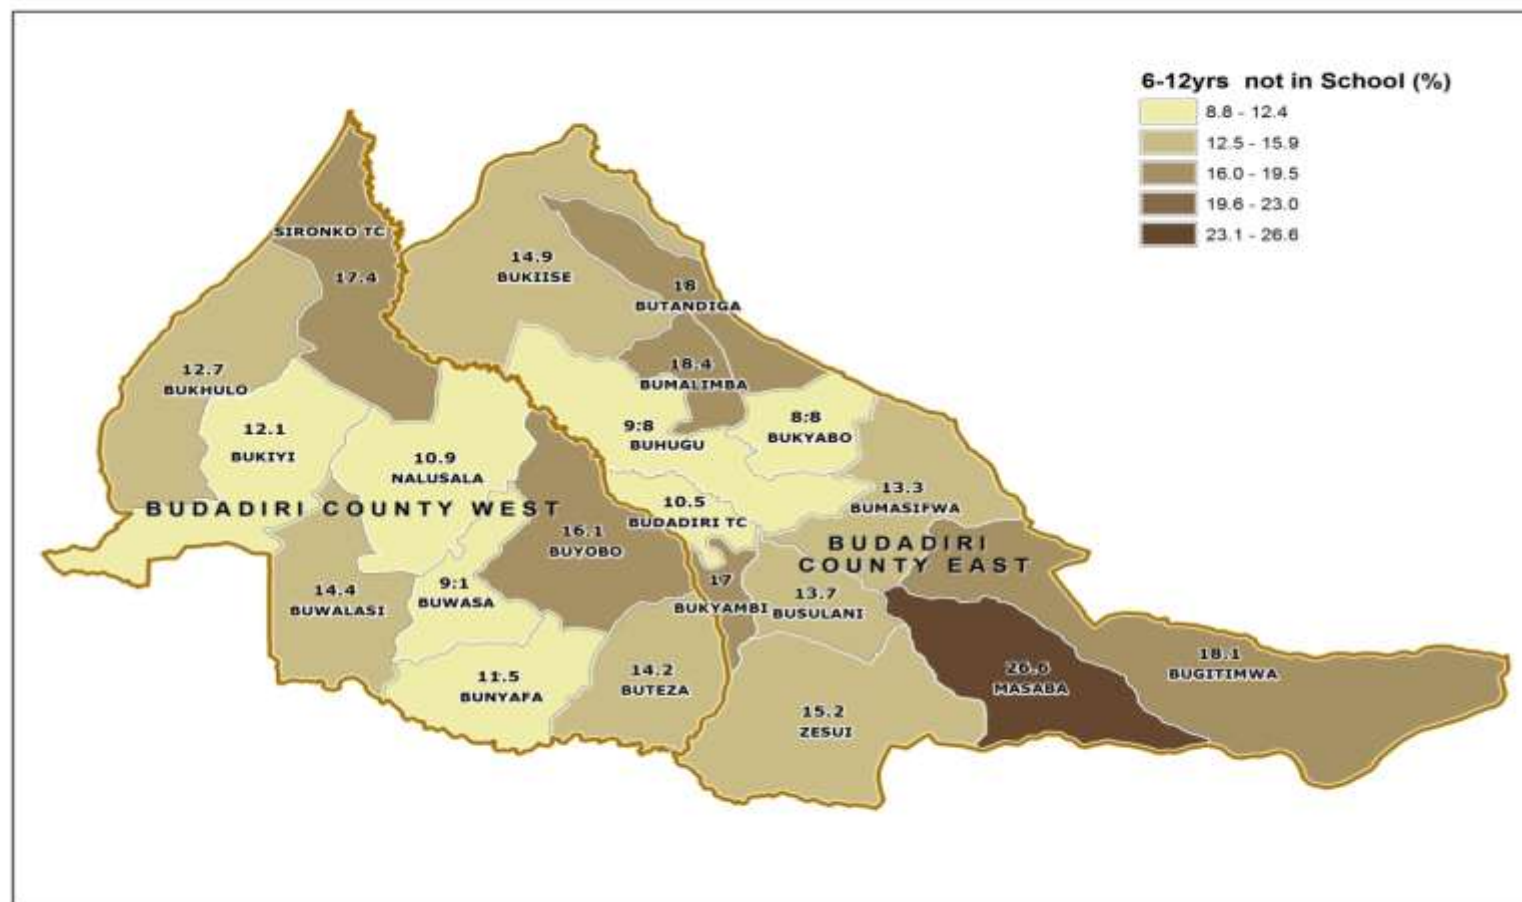 6-12yrs not in School (%)
8.8 - 12.4
12.5 - 15.9
16.0 - 19.5
19.6 - 23.0
23.1 - 26.6
SIRONKO TC
17.4
14.9
BUKIISE
18
BUTANDIGA
12.7
BUKHULO
18.4
BUMALIMBA
12.1
BUKIYI
9:8
BUHUGU
8:8
BUKYABO
10.9
NALUSALA
BUDADIRI COUNTY WEST
10.5
BUDADIRI TC
13.3
BUMASIFWA
16.1
BUYOBO
BUDADIRI
COUNTY EAST
14.4
BUWALASI
9:1
BUWASA
17
BUKYAMBI
13.7
BUSULANI
11.5
BUNYAFA
14.2
BUTEZA
15.2
ZESUI
26.6
MASABA
18.1
BUGITIMWA